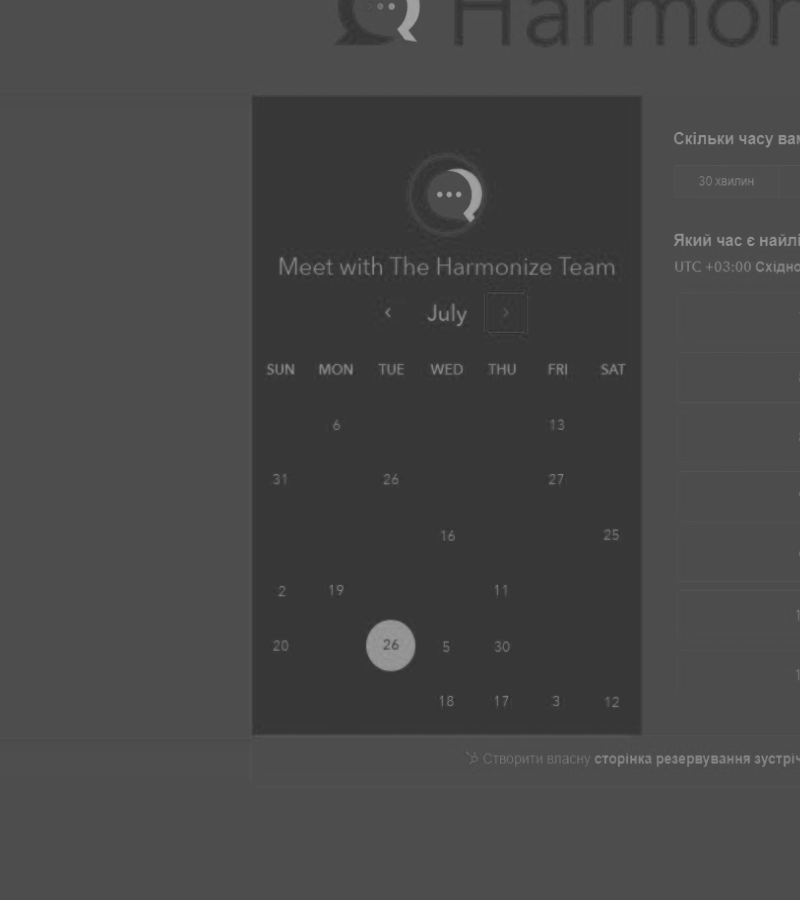 Harmon
Meet with The Harmonize Team
July
SUN MON TUE WED THU FRI SAT
6 13
31 26 27
16 25
2 19 11
20 26 5 30
18 17 3 12
Скільки часу вам
30 хвилин
Який час є найлі
UTC +03:00 Східно
Створити власну сторінка резервування зустріч